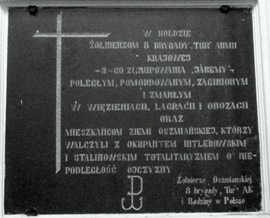 W HOŁDZIE
ŻOŁNIERZOM 8 BRYGADY „TUR” ARMII
KRAJOWEJ
-3-GO ZGRUPOWANIA „JAREMY”-
POLEGŁYM, POMORDOWANYM, ZAGINIONYM
I ZMARŁYM
W WIĘZIENIACH, ŁAGRACH I OBOZACH
ORAZ
MIESZKAŃCOM ZIEMI OSZMIAŃSKIEJ, KTÓRZY
WALCZYLI Z OKUPANTEM HITLEROWSKIM
I STALINOWSKIM TOTALITARYZMEM O NIE-
PODLEGŁOŚĆ OJCZYZNY
Żołnierze Oszmiańskiej
8 brygady „Tur” AK
i Rodziny w Polsce